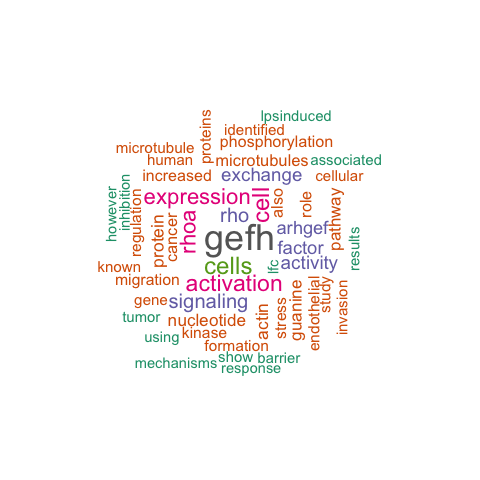 lpsinduced
identified
proteins
phosphorylation
microtubule
human
microtubules
associated
increased
exchange
cellular
expression
cell
also
role
pathway
however
inhibition
regulation
protein
cancer
rhoa
rho
arhgef
gefh
factor
results
known
cells
lfc
activity
migration
activation
gene
signaling
actin
stress
guanine
endothelial
study
invasion
tumor
nucleotide
using
kinase
formation
mechanisms
show
barrier
response